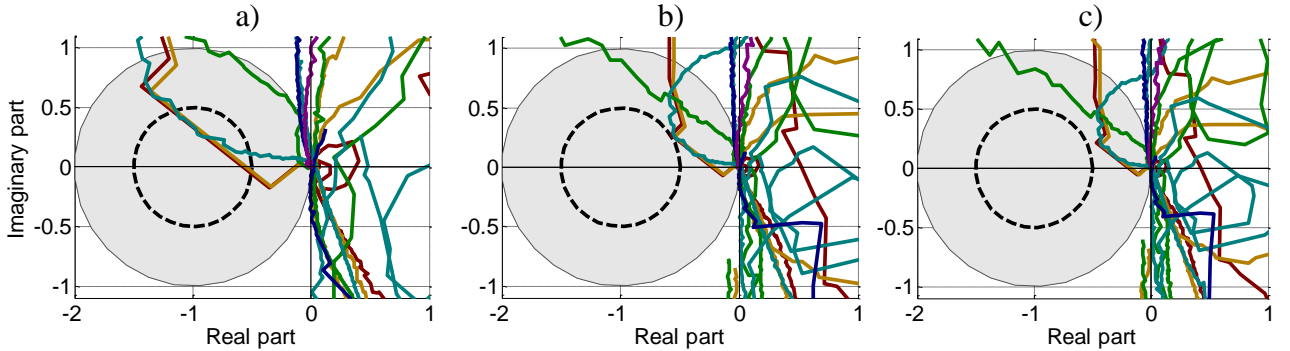 a) b) c)
1 1 1
0.5 0.5 0.5
0 0 0
-0.5 -0.5 -0.5
-1 -1 -1
Imaginary part
-2 -1 0 1 -2 -1 0 1 -2 -1 0 1
Real part Real part Real part